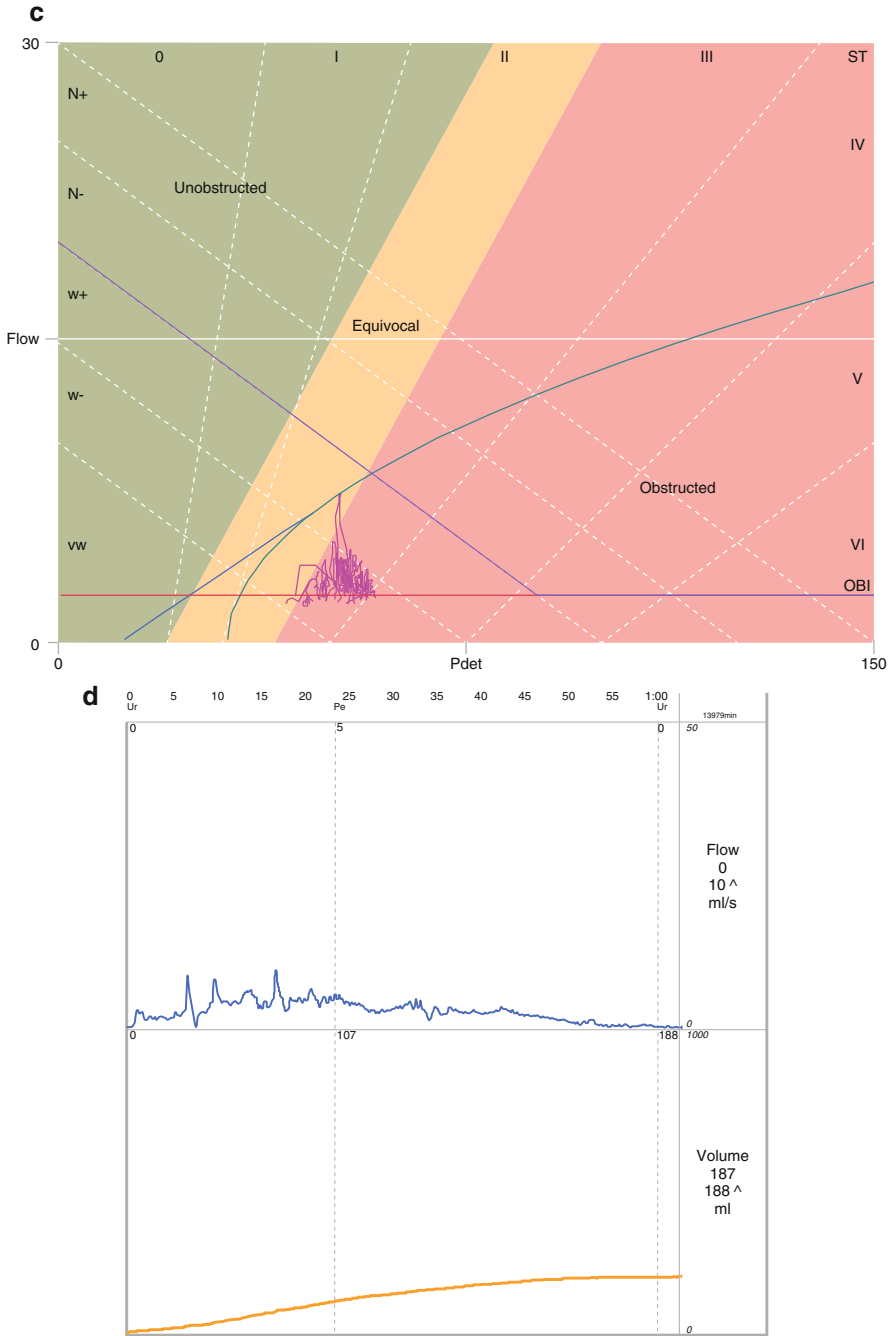 c
30
0 I II III ST
N+
IV
N-
Unobstructed
w+
Equivocal
Flow
V
w-
Obstructed
vw
VI
OBI
0
0 Pdet 150
d
0 5 10 15 20 25 30 35 40 45 50 55 1:00
Ur Pe Ur
13979min
0 5 0 50
Flow
0
10 ^
ml/s
0
0 107 188 1000
Volume
187
188 ^
ml
0